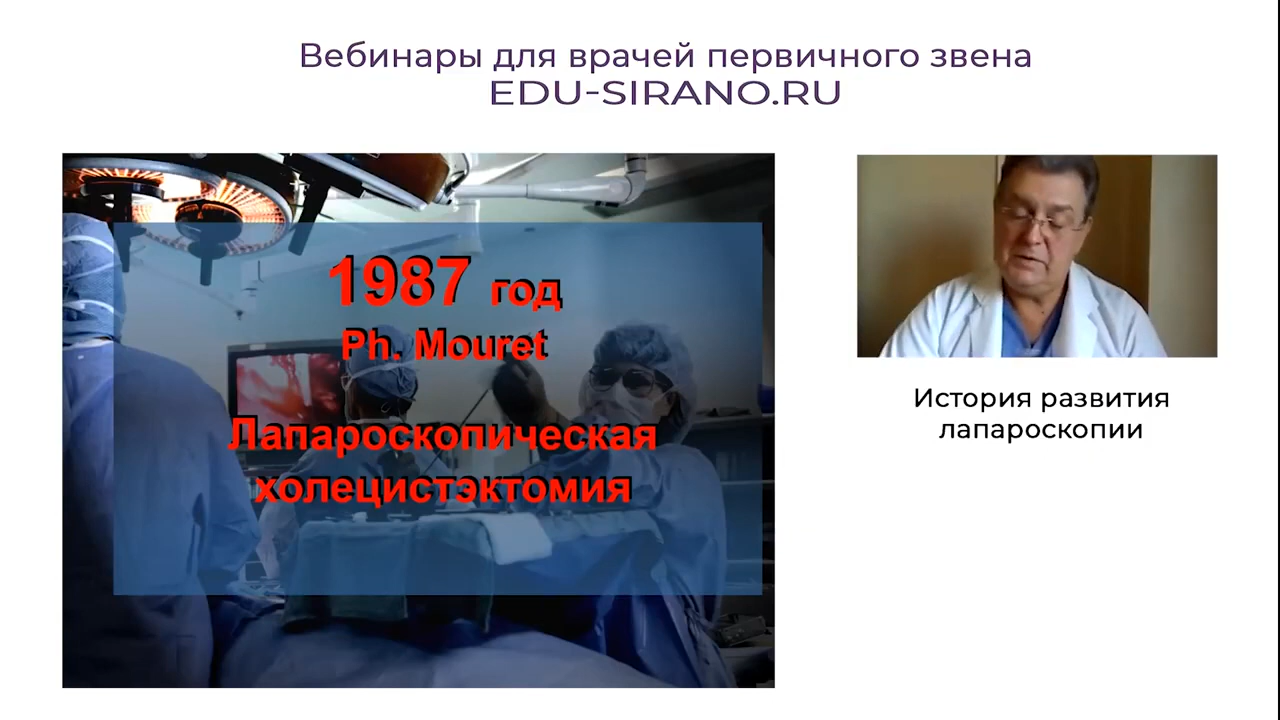 Вебинары для врачей первичного звена
EDU-SIRANO.RU
1987 год
Ph. Mouret
Лапароскопическая
холецистэктомия
История развития
лапароскопии